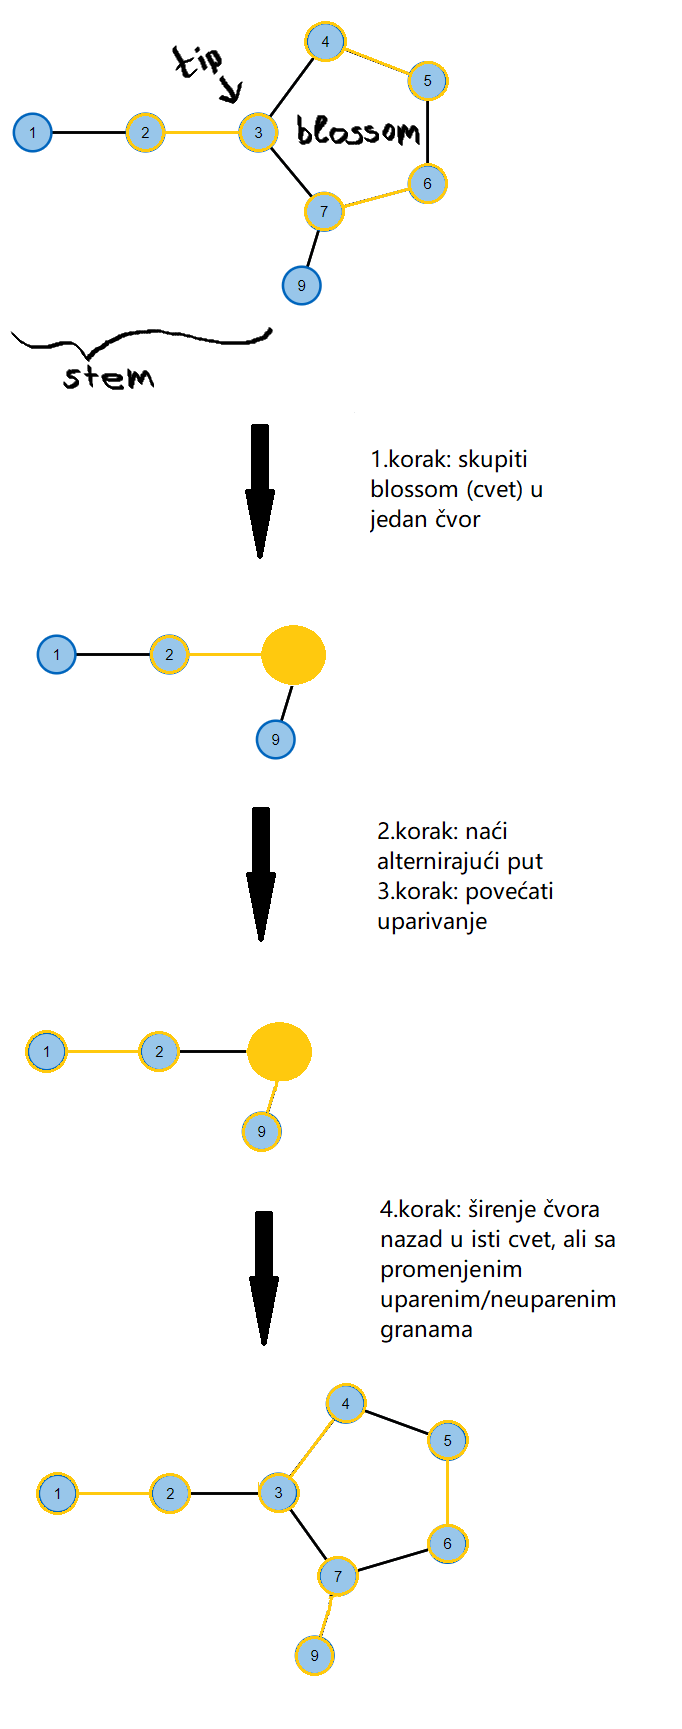 tip
4
5
1
2
3
blossom
6
7
9
stem
1.korak: skupiti
blossom (cvet) u
jedan čvor
1
2
9
2.korak: naći
alternirajući put
3.korak: povećati
uparivanje
1
2
9
4.korak: širenje čvora
nazad u isti cvet, ali sa
promenjenim
uparenim/neuparenim
granama
4
5
1
2
3
6
7
9